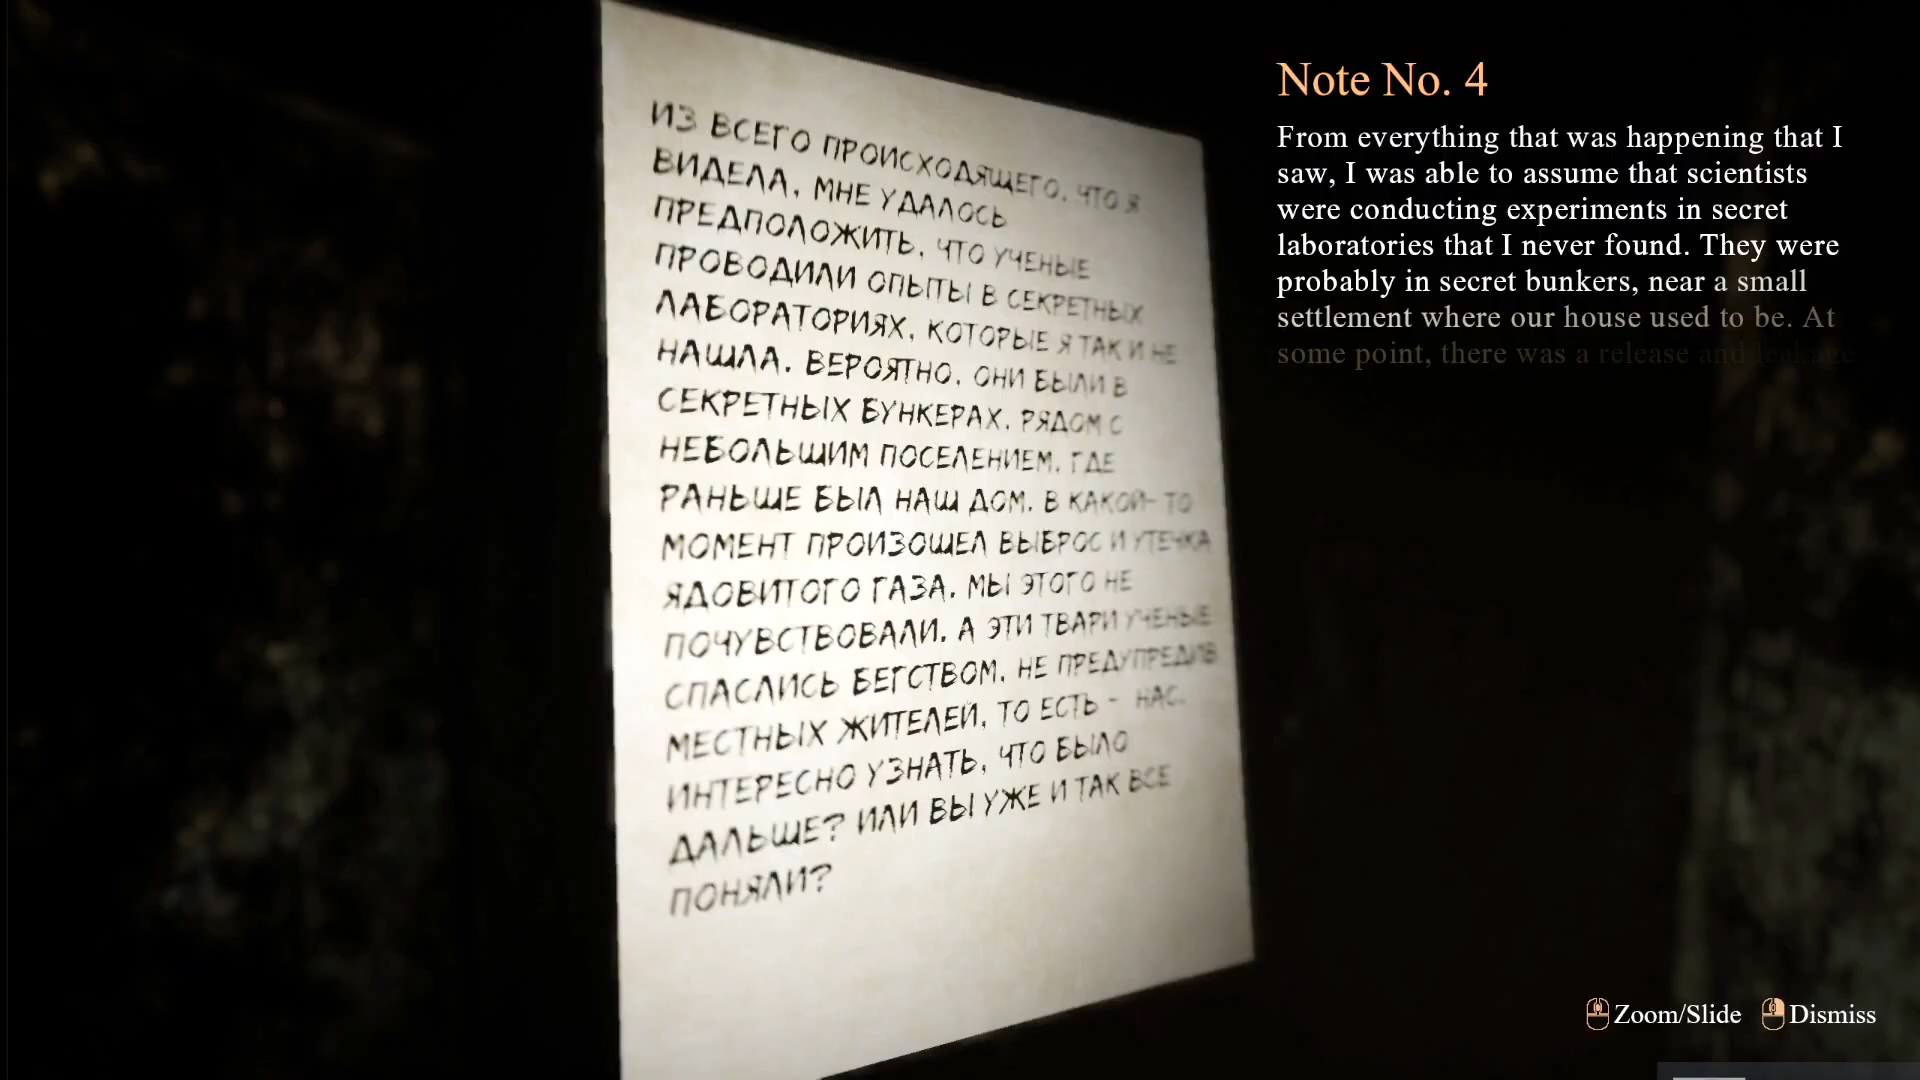 ИЗ ВСЕГО ПРОИСХОДЯЩЕГО, ЧТО Я
ВИДЕЛА, МНЕ УДАЛОСЬ
ПРЕДПОЛОЖИТЬ, ЧТО УЧЕНЫЕ
ПРОВОДИЛИ ОПЫТЫ В СЕКРЕТНЫХ
ЛАБОРАТОРИЯХ, КОТОРЫЕ Я ТАК И НЕ
НАШЛА. ВЕРОЯТНО, ОНИ БЫЛИ В
СЕКРЕТНЫХ БУНКЕРАХ, РЯДОМ С
НЕБОЛЬШИМ ПОСЕЛЕНИЕМ, ГДЕ
РАНЬШЕ БЫЛ НАШ ДОМ. В КАКОЙ- ТО
МОМЕНТ ПРОИЗОШЕЛ ВЫБРОС И УТЕЧКА
ЯДОВИТОГО ГАЗА. МЫ ЭТОГО НЕ
ПОЧУВСТВОВАЛИ. А ЭТИ ТВАРИ УЧЕНЫЕ
СПАСЛИСЬ БЕГСТВОМ, НЕ ПРЕДУПРЕДИВ
МЕСТНЫХ ЖИТЕЛЕЙ, ТО ЕСТЬ - НАС.
ИНТЕРЕСНО УЗНАТЬ, ЧТО БЫЛО
ДАЛЬШЕ? ИЛИ ВЫ УЖЕ И ТАК ВСЕ
ПОНЯЛИ?
Note No. 4
From everything that was happening that I
saw, I was able to assume that scientists
were conducting experiments in secret
laboratories that I never found. They were
probably in secret bunkers, near a small
settlement where our house used to be. At
some point, there was a release and leakage
Zoom/Slide
Dismiss